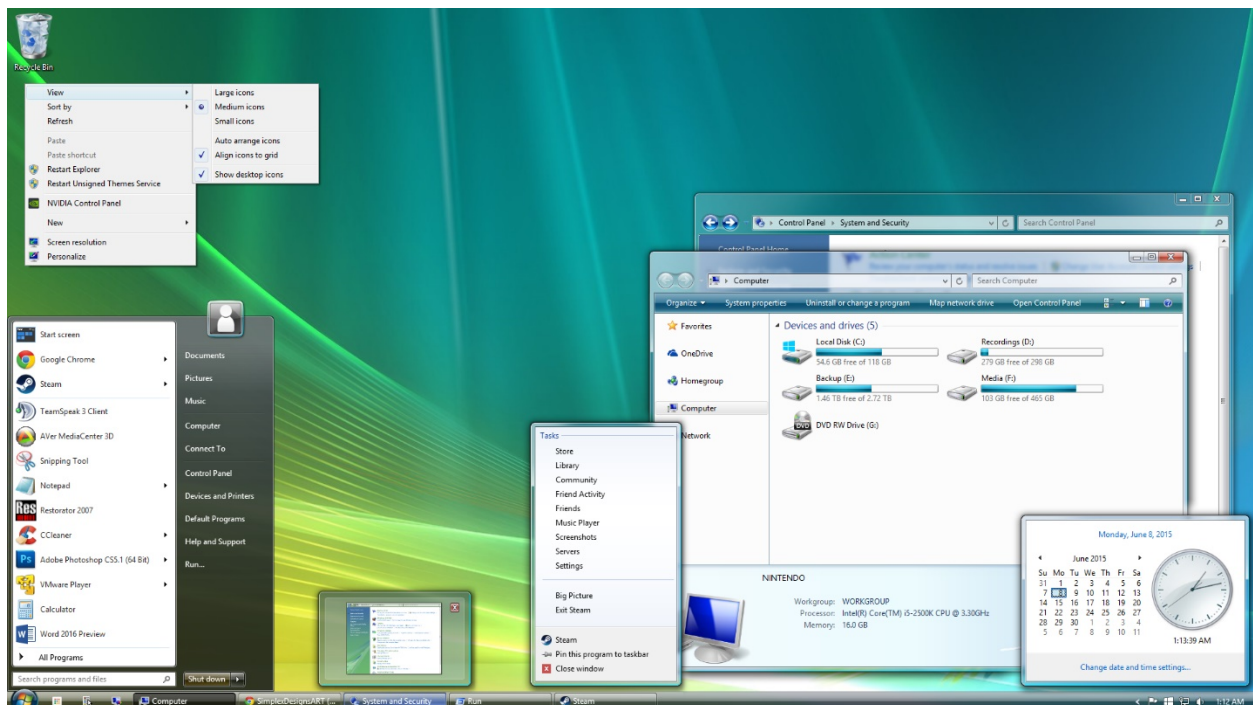 Recycle Bin
View
Sort by
Refresh
Paste
Paste shortcut
Restart Explorer
Restart Unsigned Themes Service
NVIDIA Control Panel
New
Screen resolution
Personalize
Large icons
Medium icons
Small icons
Auto arrange icons
Align icons to grid
Show desktop icons
Control Panel System and Security
Search Control Panel
Control Panel Home
Action Center
Computer
Search Computer
Organize System properties Uninstall or change a program Map network drive Open Control Panel
Favorites
OneDrive
Homegroup
Computer
Network
Devices and drives (5)
Local Disk (C:)
54.6 GB free of 118 GB
Recordings (D:)
279 GB free of 298 GB
Backup (E:)
1.46 TB free of 2.72 TB
Media (F:)
103 GB free of 465 GB
DVD
DVD RW Drive (G:)
NINTENDO
Workgroup: WORKGROUP
Processor: Intel(R) Core(TM) i5-2500K CPU @ 3.30GHz
Memory: 16.0 GB
Start screen
Google Chrome
Steam
TeamSpeak 3 Client
AVer MediaCenter 3D
Snipping Tool
Notepad
Res
Restorator 2007
CCleaner
Ps
Adobe Photoshop CS5.1 (64 Bit)
VMware Player
Calculator
Word 2016 Preview
All Programs
Search programs and files
Documents
Pictures
Music
Computer
Connect To
Control Panel
Devices and Printers
Default Programs
Help and Support
Run...
Shut down
Tasks
Store
Library
Community
Friend Activity
Friends
Music Player
Screenshots
Servers
Settings
Big Picture
Exit Steam
Steam
Pin this program to taskbar
Close window
Monday, June 8, 2015
June 2015
Su Mo Tu We Th Fr Sa
31 1 2 3 4 5 6
7 8 9 10 11 12 13
14 15 16 17 18 19 20
21 22 23 24 25 26 27
28 29 30 1 2 3 4
5 6 7 8 9 10 11
1:13:39 AM
Change date and time settings...
Computer
SimplexDesignsART (...
System and Security
Run
Steam
1:12 AM